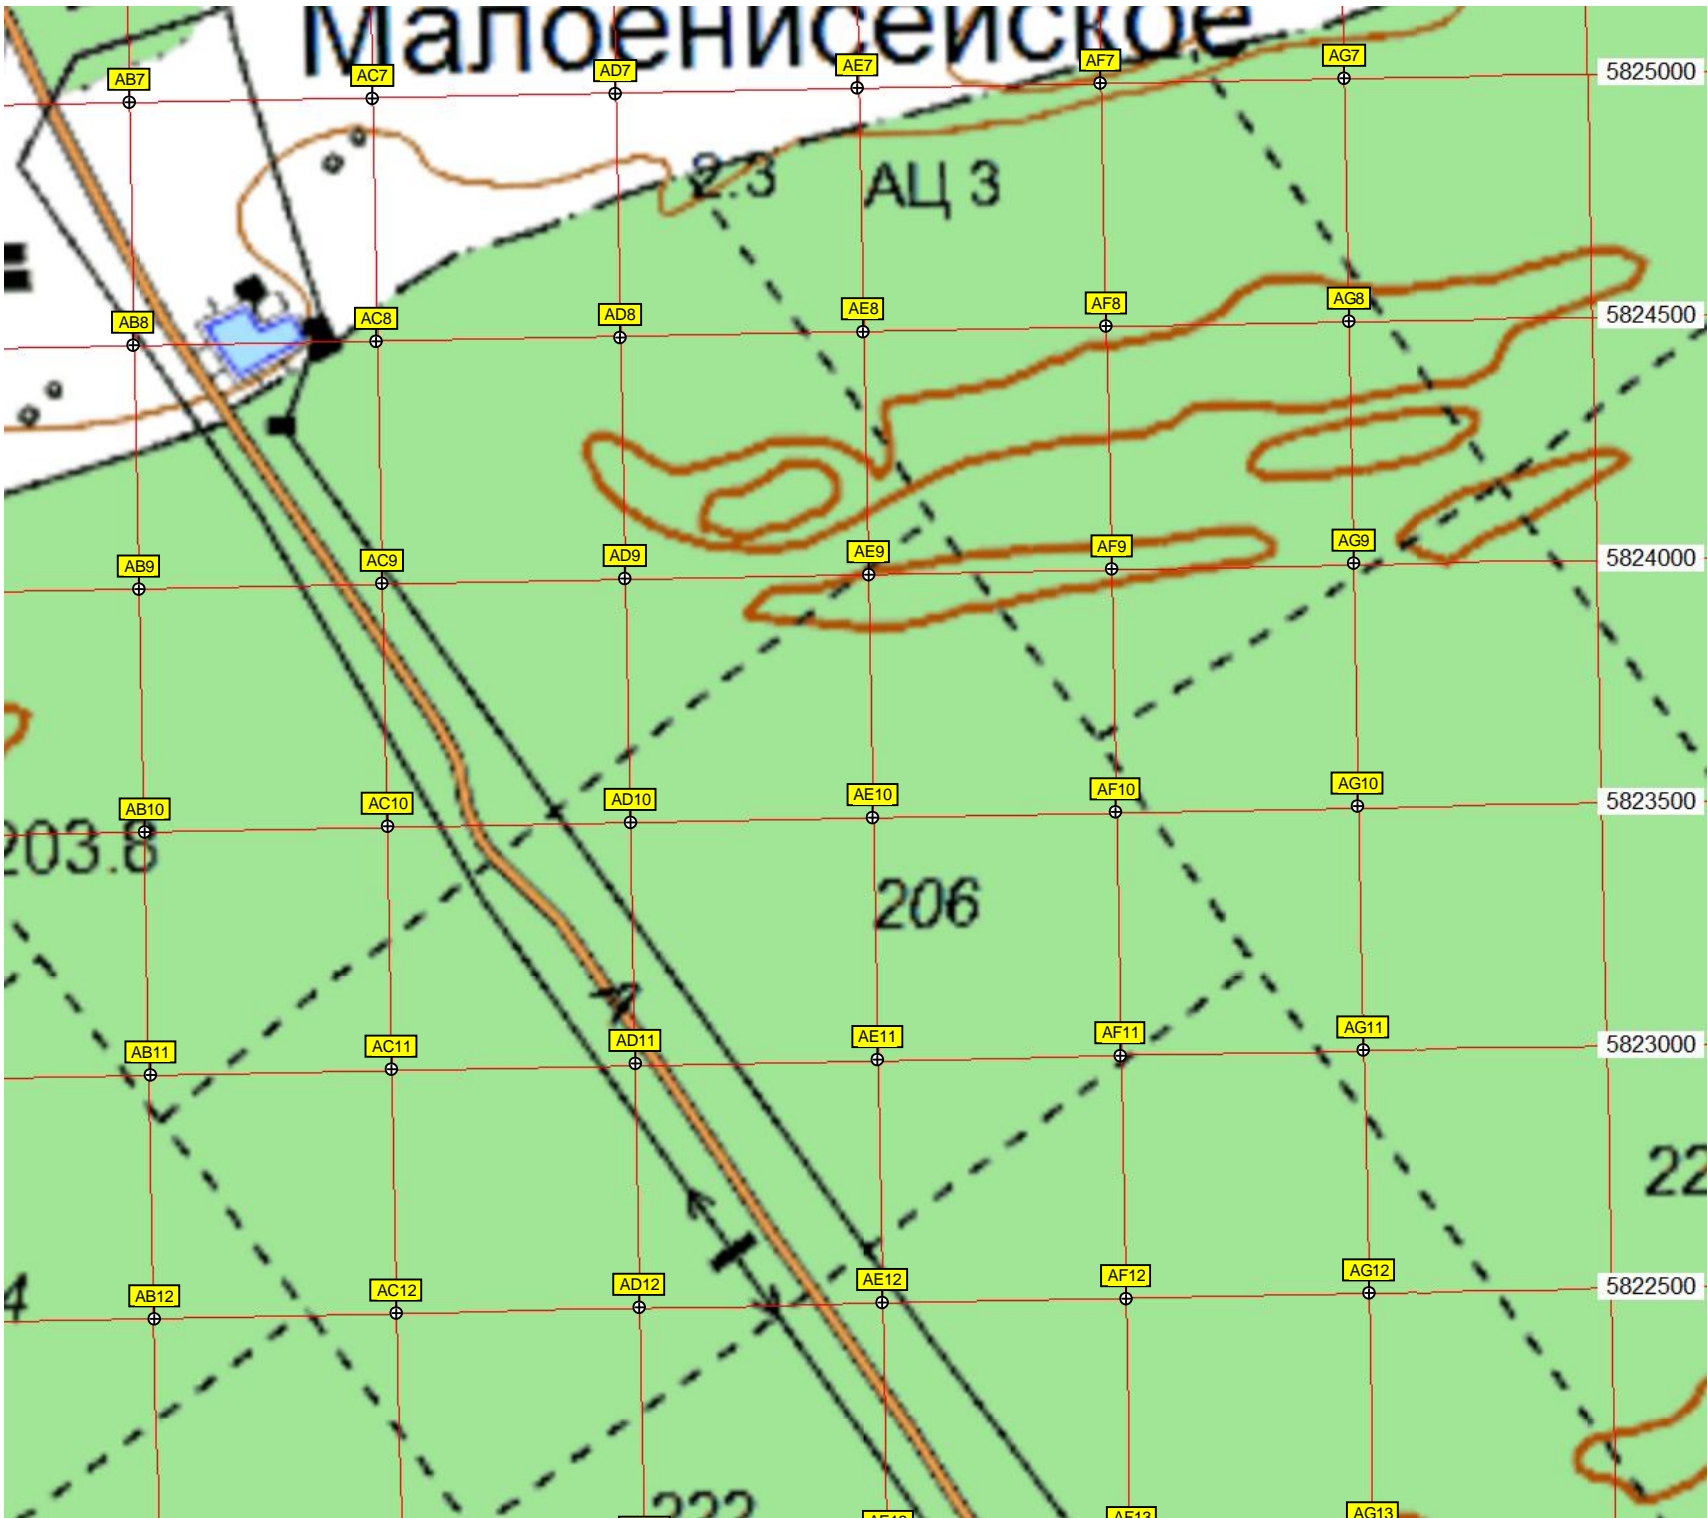 Малоенисейское
AB7 AC7 AD7 AE7 AF7 AG7 5825000
2.3 АЦ 3
AB8 AC8 AD8 AE8 AF8 AG8 5824500
AB9 AC9 AD9 AE9 AF9 AG9 5824000
AB10 AC10 AD10 AE10 AF10 AG10 5823500
203.8
206
AB11 AC11 AD11 AE11 AF11 AG11 5823000
22
AB12 AC12 AD12 AE12 AF12 AG12 5822500
4
222
AF13 AG13